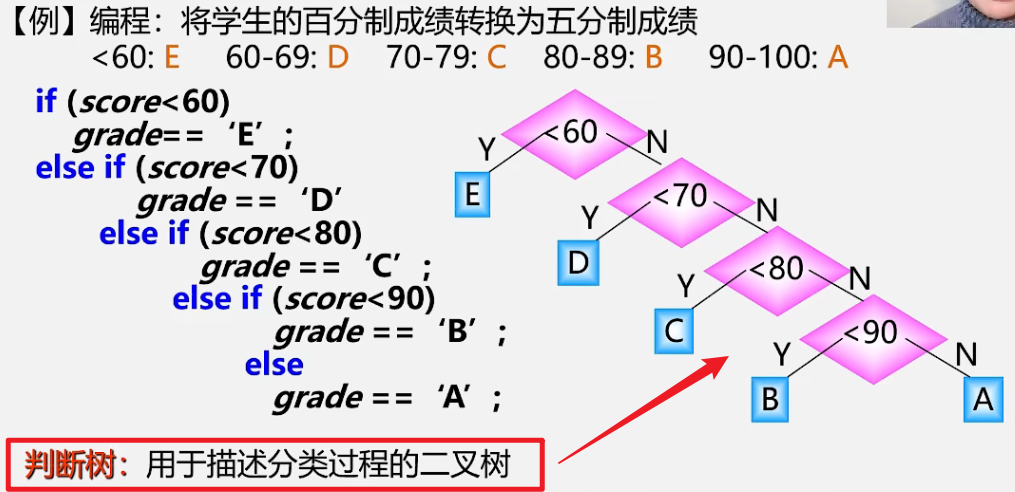 【例】编程：将学生的百分制成绩转换为五分制成绩
<60: E 60-69: D 70-79: C 80-89: B 90-100: A
if (score<60)
grade== ‘E’ ;
else if (score<70)
grade == ‘D’
else if (score<80)
grade == ‘C’ ;
else if (score<90)
grade == ‘B’ ;
else
grade == ‘A’ ;
<60
Y N
E
<70
Y N
D
<80
Y N
C
<90
Y N
B A
判断树：用于描述分类过程的二叉树